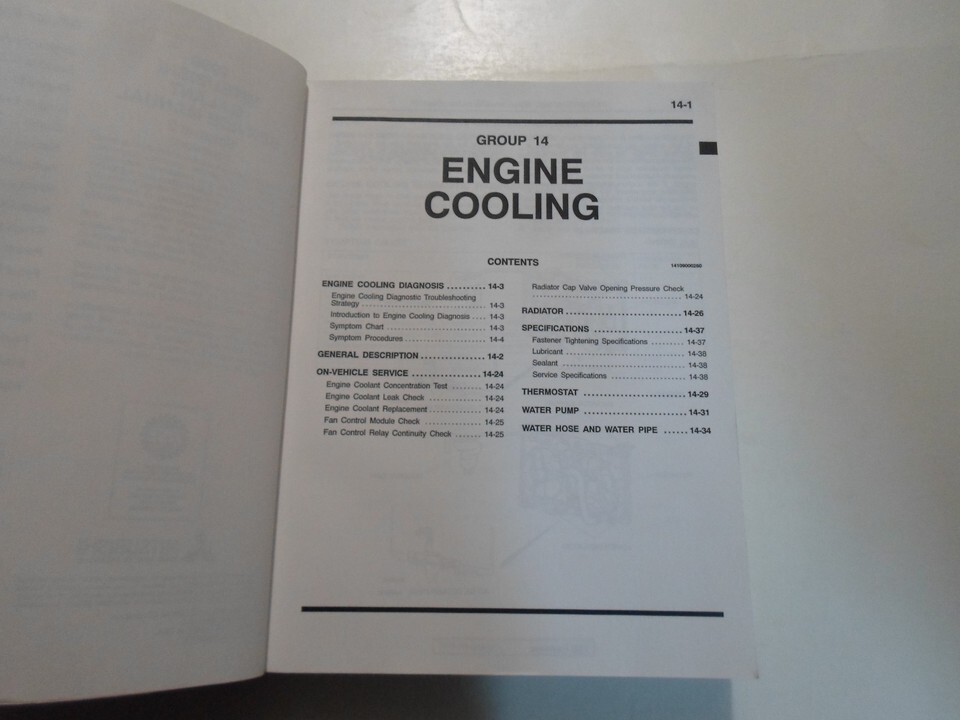 14-1
GROUP 14
ENGINE
COOLING
CONTENTS
14109000280
ENGINE COOLING DIAGNOSIS .......... 14-3
Engine Cooling Diagnostic Troubleshooting
Strategy .............................. 14-3
Introduction to Engine Cooling Diagnosis .... 14-3
Symptom Chart ........................ 14-3
Symptom Procedures .................... 14-4
GENERAL DESCRIPTION ................ 14-2
ON-VEHICLE SERVICE ................. 14-24
Engine Coolant Concentration Test ........ 14-24
Engine Coolant Leak Check .............. 14-24
Engine Coolant Replacement .............. 14-24
Fan Control Module Check ............... 14-25
Fan Control Relay Continuity Check ....... 14-25
Radiator Cap Valve Opening Pressure Check
..................................... 14-24
RADIATOR ............................. 14-26
SPECIFICATIONS ...................... 14-37
Fastener Tightening Specifications ......... 14-37
Lubricant ............................. 14-38
Sealant ............................... 14-38
Service Specifications ................... 14-38
THERMOSTAT ......................... 14-29
WATER PUMP ......................... 14-31
WATER HOSE AND WATER PIPE ...... 14-34